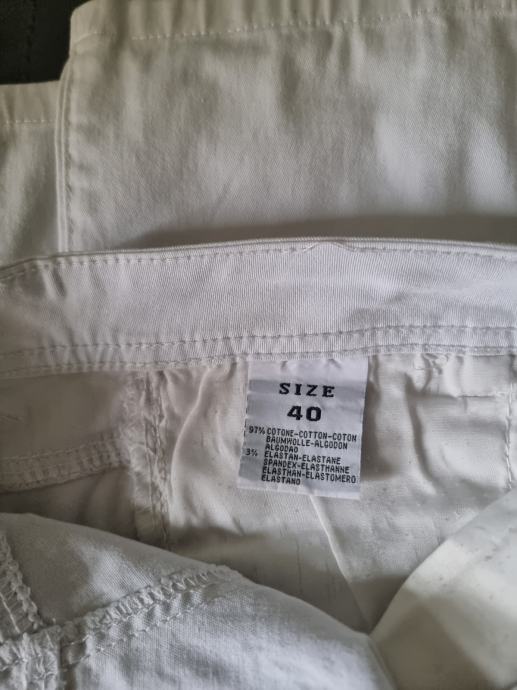 SIZE
40
97% COTONE-COTTON-COTON
BAUMWOLLE-ALGODON
ALGODAO
3% ELASTAN-ELASTANE
SPANDEX-ELASTHANNE
ELASTHAN-ELASTOMERO
ELASTANO